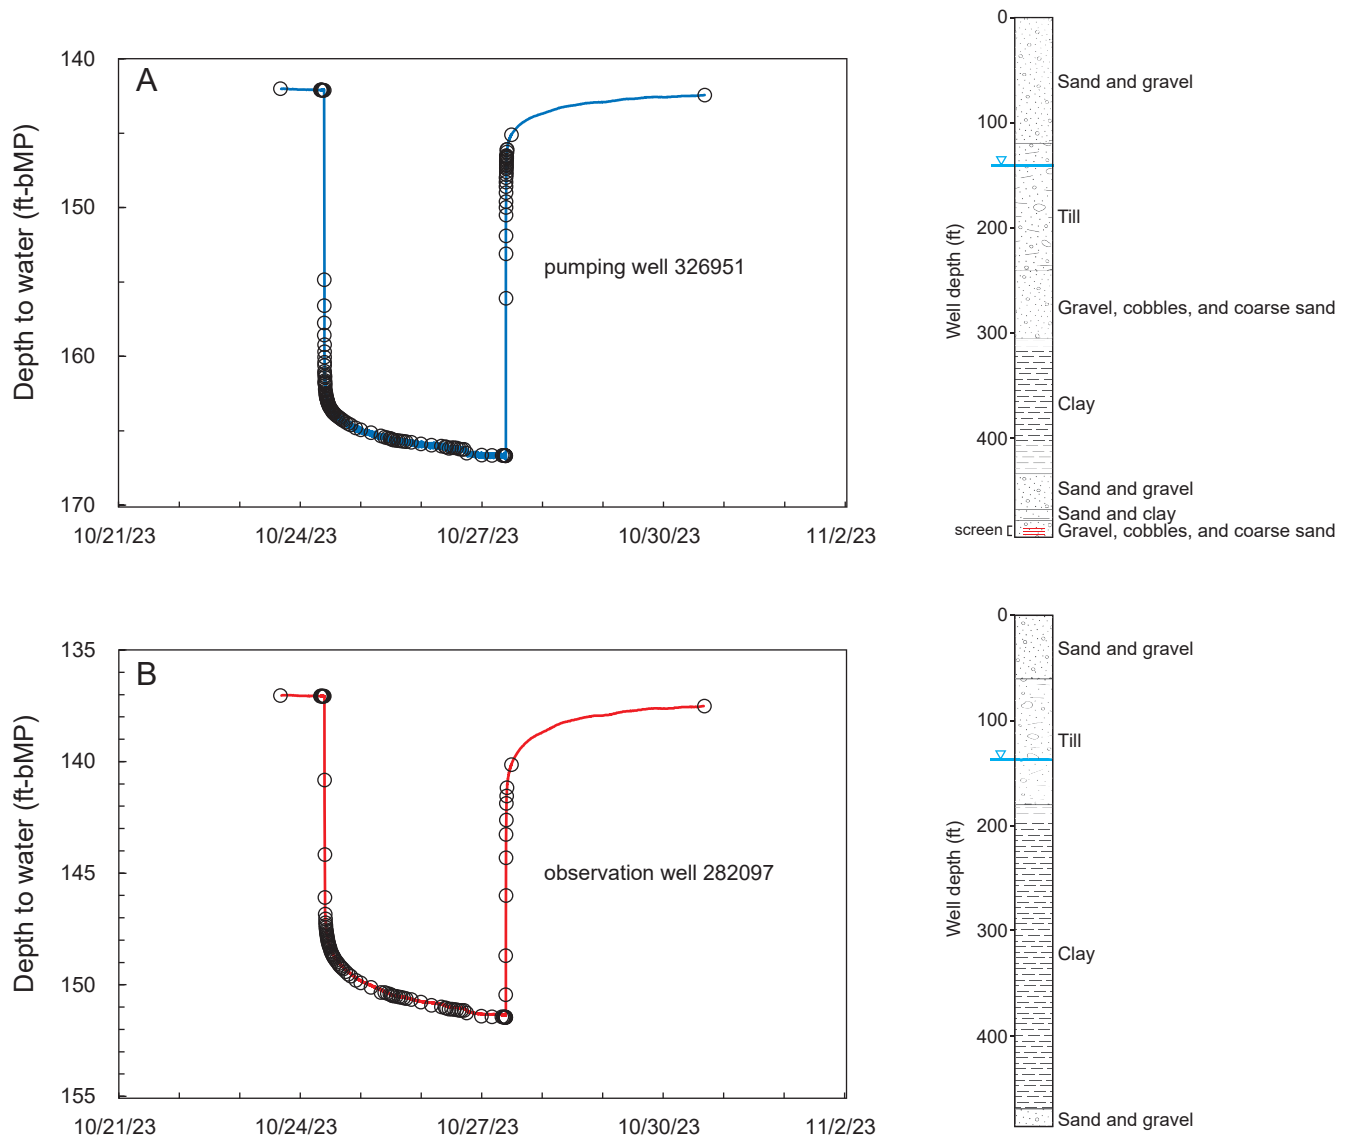 A
140
150
160
170
Depth to water (ft-bMP)
pumping well 326951
10/21/23
10/24/23
10/27/23
10/30/23
11/2/23
0
100
200
300
400
Well depth (ft)
Sand and gravel
Till
Gravel, cobbles, and coarse sand
Clay
Sand and gravel
Sand and clay
screen
Gravel, cobbles, and coarse sand
B
135
140
145
150
155
Depth to water (ft-bMP)
observation well 282097
10/21/23
10/24/23
10/27/23
10/30/23
11/2/23
0
100
200
300
400
Well depth (ft)
Sand and gravel
Till
Clay
Sand and gravel